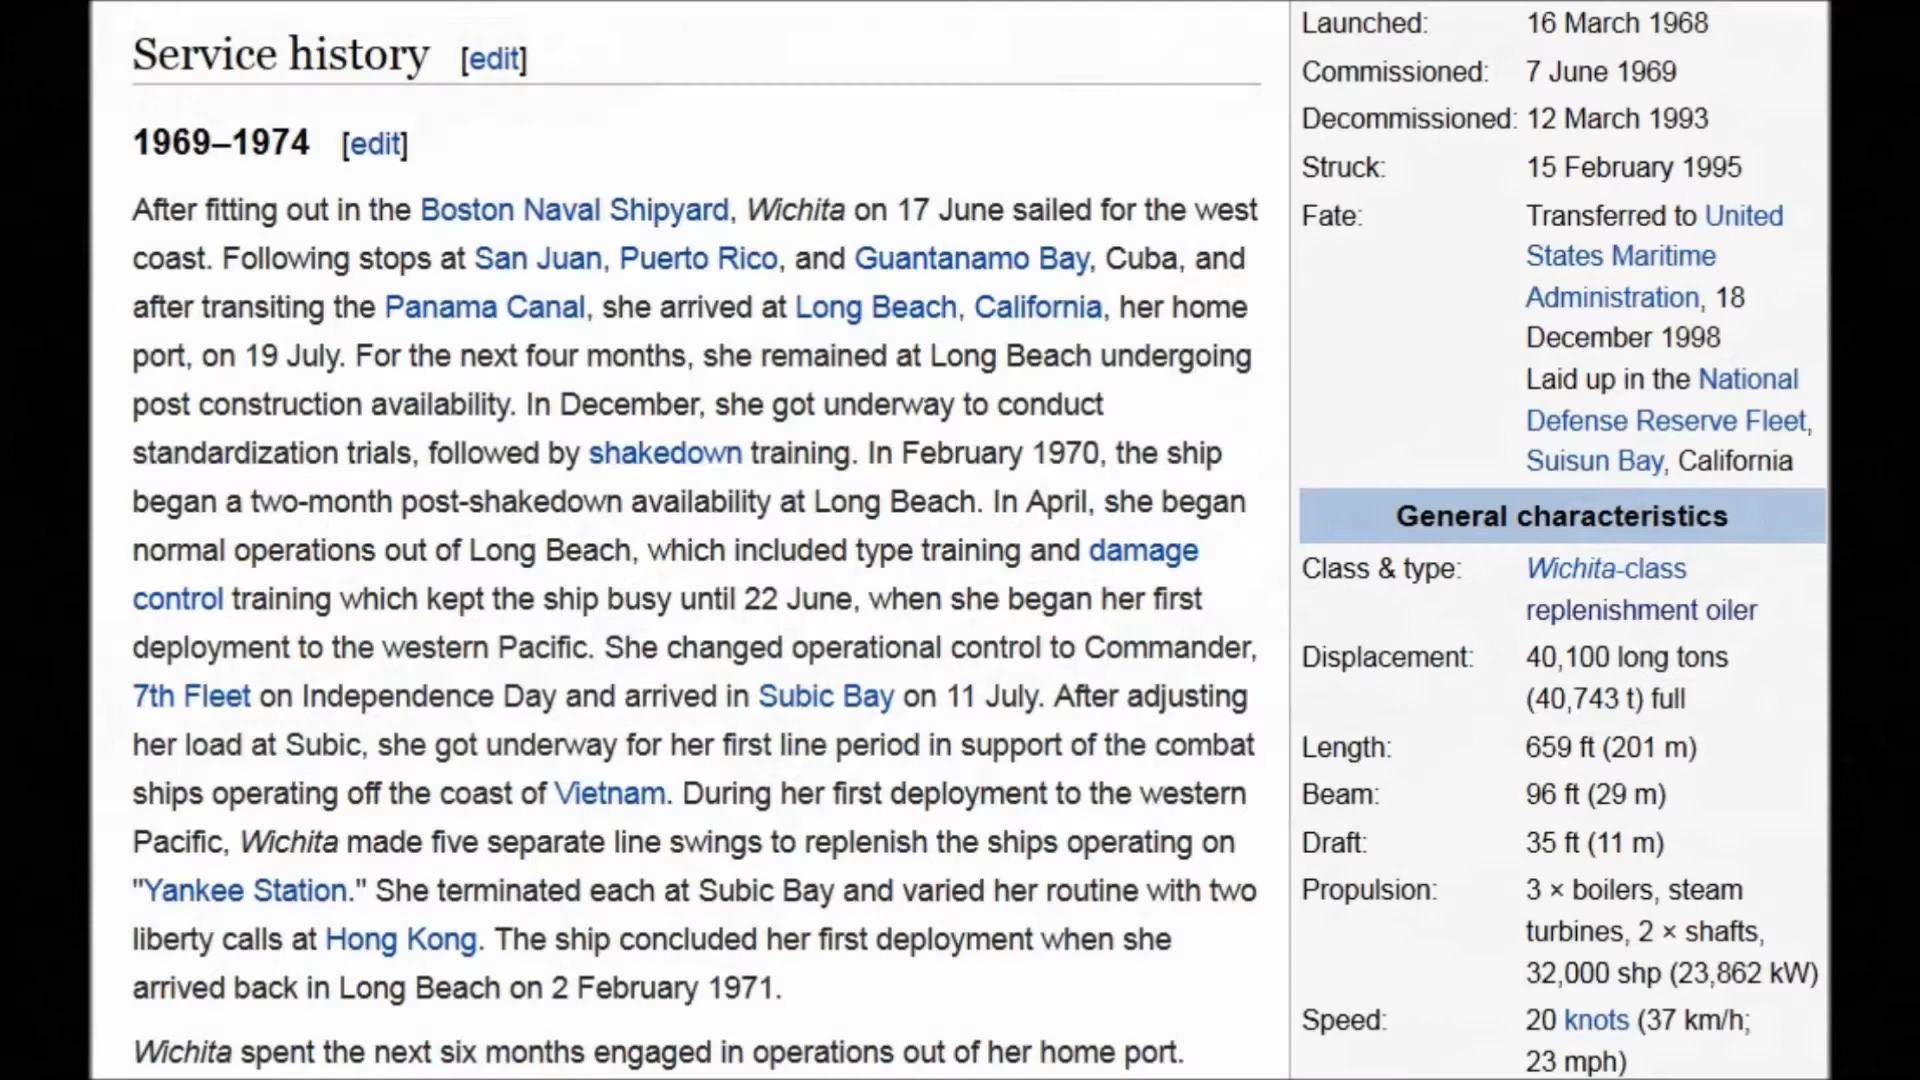 Service history [edit]
1969–1974 [edit]
After fitting out in the Boston Naval Shipyard, Wichita on 17 June sailed for the west
coast. Following stops at San Juan, Puerto Rico, and Guantanamo Bay, Cuba, and
after transiting the Panama Canal, she arrived at Long Beach, California, her home
port, on 19 July. For the next four months, she remained at Long Beach undergoing
post construction availability. In December, she got underway to conduct
standardization trials, followed by shakedown training. In February 1970, the ship
began a two-month post-shakedown availability at Long Beach. In April, she began
normal operations out of Long Beach, which included type training and damage
control training which kept the ship busy until 22 June, when she began her first
deployment to the western Pacific. She changed operational control to Commander,
7th Fleet on Independence Day and arrived in Subic Bay on 11 July. After adjusting
her load at Subic, she got underway for her first line period in support of the combat
ships operating off the coast of Vietnam. During her first deployment to the western
Pacific, Wichita made five separate line swings to replenish the ships operating on
"Yankee Station." She terminated each at Subic Bay and varied her routine with two
liberty calls at Hong Kong. The ship concluded her first deployment when she
arrived back in Long Beach on 2 February 1971.
Wichita spent the next six months engaged in operations out of her home port.
Launched: 16 March 1968
Commissioned: 7 June 1969
Decommissioned: 12 March 1993
Struck: 15 February 1995
Fate: Transferred to United
States Maritime
Administration, 18
December 1998
Laid up in the National
Defense Reserve Fleet,
Suisun Bay, California
General characteristics
Class & type: Wichita-class
replenishment oiler
Displacement: 40,100 long tons
(40,743 t) full
Length: 659 ft (201 m)
Beam: 96 ft (29 m)
Draft: 35 ft (11 m)
Propulsion: 3 × boilers, steam
turbines, 2 × shafts,
32,000 shp (23,862 kW)
Speed: 20 knots (37 km/h;
23 mph)